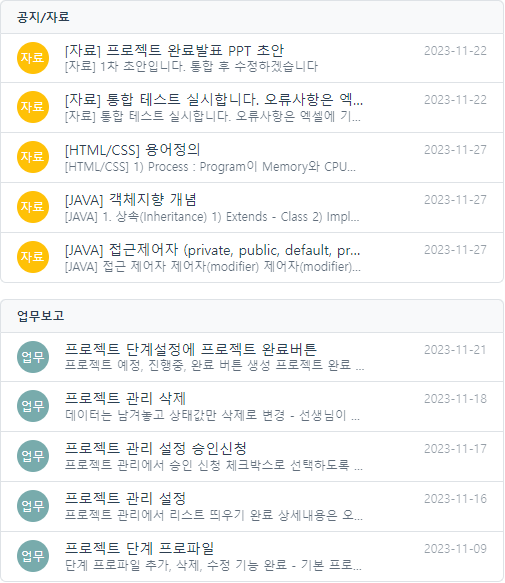 공지/자료
자료
[자료] 프로젝트 완료발표 PPT 초안
2023-11-22
[자료] 1차 초안입니다. 통합 후 수정하겠습니다
자료
[자료] 통합 테스트 실시합니다. 오류사항은 엑...
2023-11-22
[자료] 통합 테스트 실시합니다. 오류사항은 엑셀에 기...
자료
[HTML/CSS] 용어정의
2023-11-27
[HTML/CSS] 1) Process : Program이 Memory와 CPU...
자료
[JAVA] 객체지향 개념
2023-11-27
[JAVA] 1. 상속(Inheritance) 1) Extends - Class 2) Impl...
자료
[JAVA] 접근제어자 (private, public, default, pr...
2023-11-27
[JAVA] 접근 제어자 제어자(modifier) 제어자(modifier)...
업무보고
업무
프로젝트 단계설정에 프로젝트 완료버튼
2023-11-21
프로젝트 예정, 진행중, 완료 버튼 생성 프로젝트 완료 ...
업무
프로젝트 관리 삭제
2023-11-18
데이터는 남겨놓고 상태값만 삭제로 변경 - 선생님이 ...
업무
프로젝트 관리 설정 승인신청
2023-11-17
프로젝트 관리에서 승인 신청 체크박스로 선택하도록 ...
업무
프로젝트 관리 설정
2023-11-16
프로젝트 관리에서 리스트 띄우기 완료 상세내용은 오...
업무
프로젝트 단계 프로파일
2023-11-09
단계 프로파일 추가, 삭제, 수정 기능 완료 - 기본 프로...